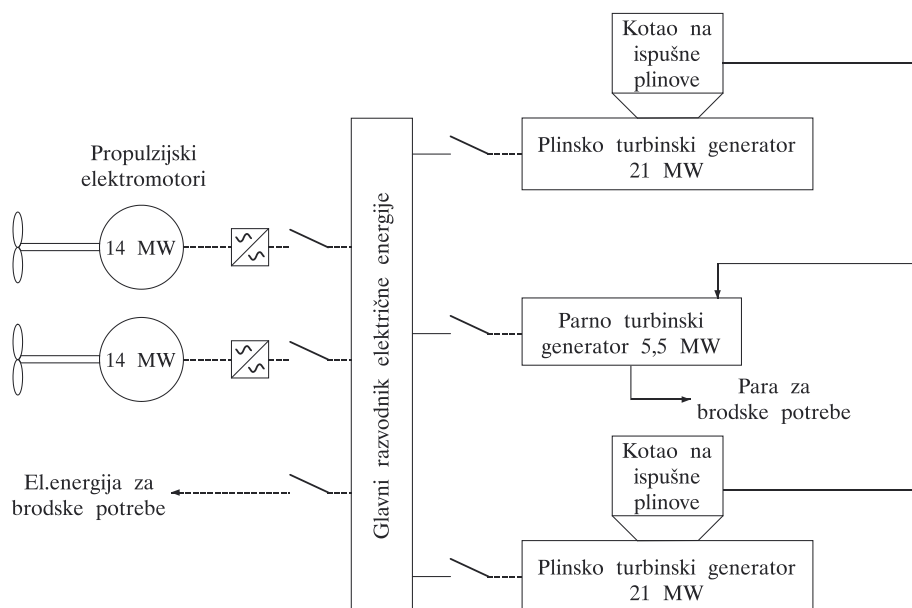 Kotao na
ispušne
plinove
Plinsko turbinski generator
21 MW
Propulzijski
elektromotori
14 MW
14 MW
Glavni razvodnik električne energije
Parno turbinski
generator 5,5 MW
Para za
brodske potrebe
El.energija za
brodske potrebe
Kotao na
ispušne
plinove
Plinsko turbinski generator
21 MW